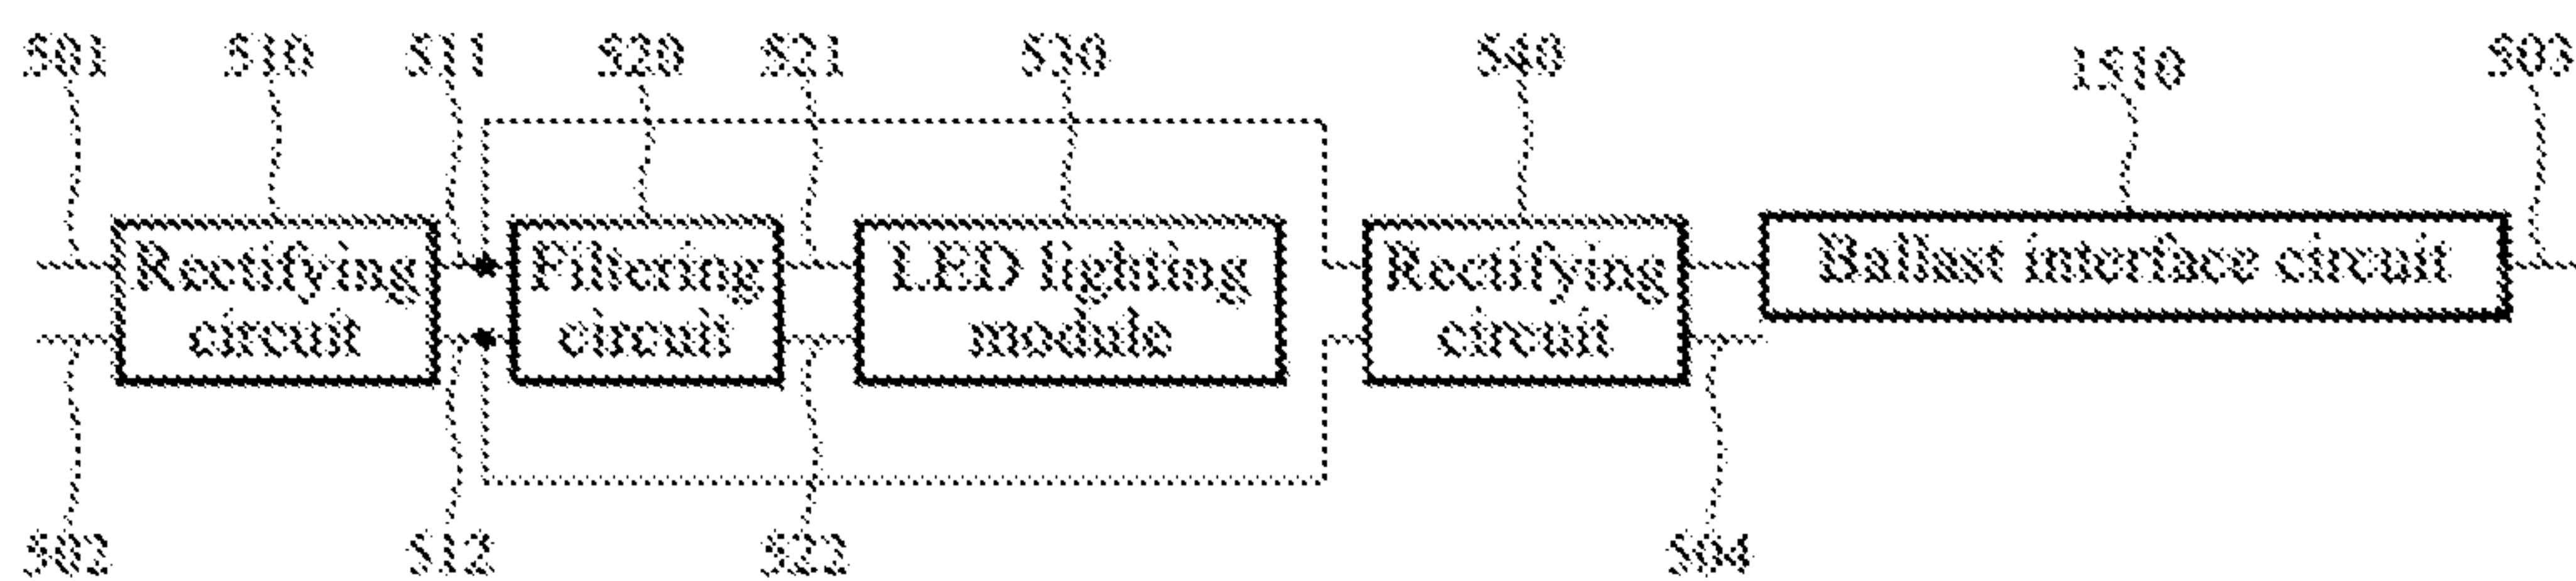 501 510 511 520 521 530 540 1510 503
Rectifying circuit
Filtering circuit
LED lighting module
Rectifying circuit
Ballast interface circuit
502 512 522 504